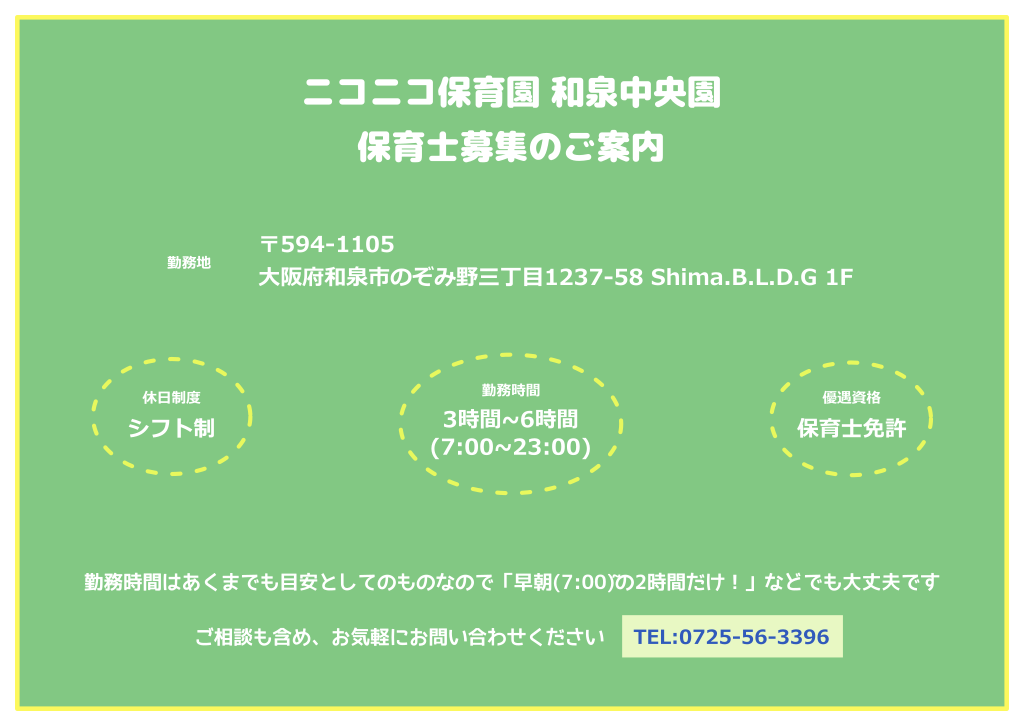 ニコニコ保育園 和泉中央園
保育士募集のご案内
勤務地
〒594-1105
大阪府和泉市のぞみ野三丁目1237-58 Shima.B.L.D.G 1F
休日制度
シフト制
勤務時間
3時間~6時間
(7:00~23:00)
優遇資格
保育士免許
勤務時間はあくまでも目安としてのものなので「早朝(7:00)の2時間だけ！」などでも大丈夫です
ご相談も含め、お気軽にお問い合わせください
TEL:0725-56-3396